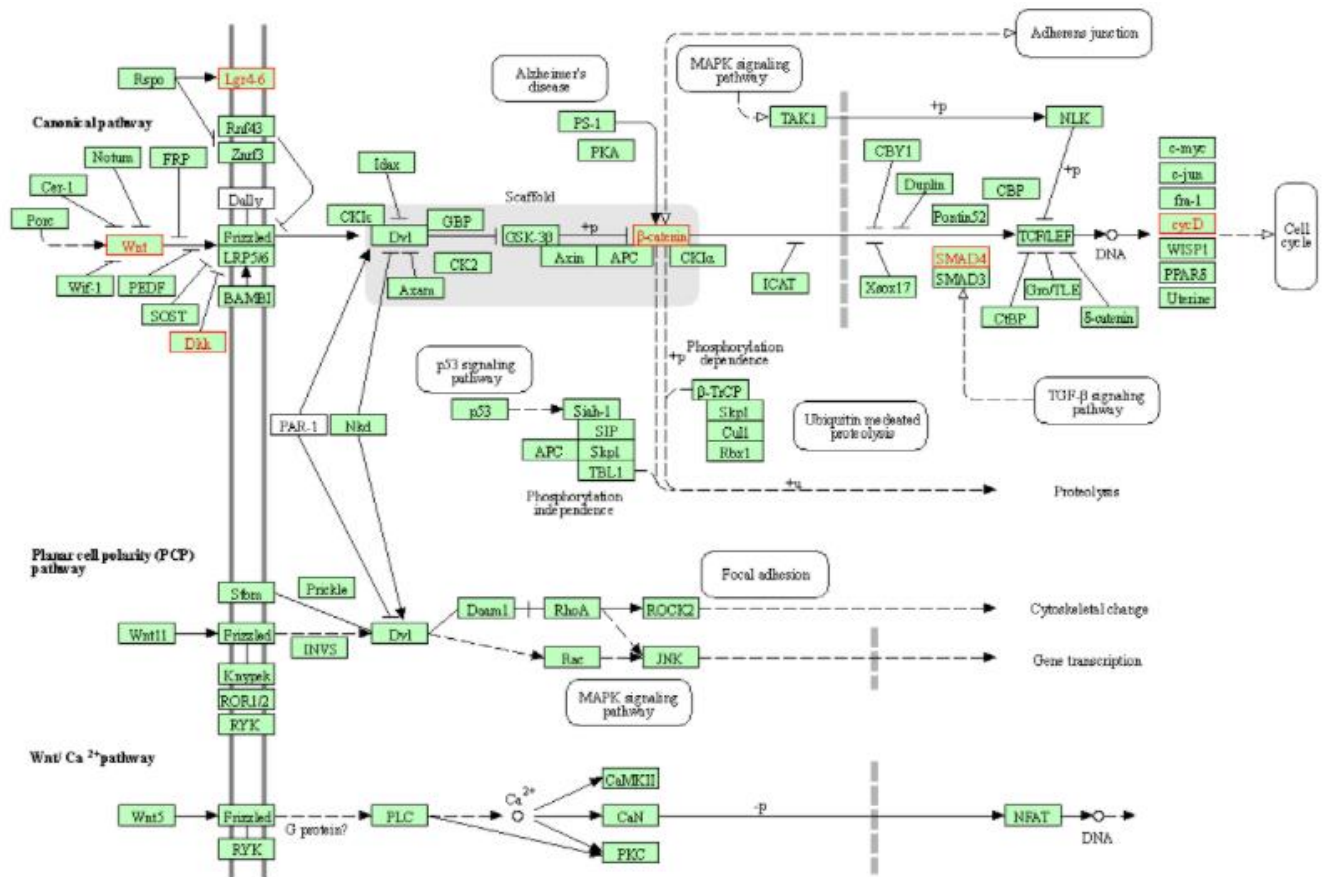 Rspo
Lgr4-6
Canonical pathway
Rnf43
Znrf3
Notum
FRP
Cer-1
Dally
Porc
Wnt
Frizzled
LRP5/6
Wif-1
PEDF
BAMBI
SOST
Dkk
Idax
CKIε
Dvl
GBP
CK2
Axam
Scaffold
Alzheimer's
disease
PS-1
PKA
GSK-3β
+p
β-catenin
Axin
APC
CKIα
MAPK signaling
pathway
Adherens junction
TAK1
+p
NLK
CBY1
Duplin
CBP
+p
Pontin52
ICAT
Xsox17
SMAD4
SMAD3
TCF/LEF
DNA
Gro/TLE
CtBP
δ-catenin
c-myc
c-jun
fra-1
cycD
WISP1
PPARδ
Uterine
Cell
cycle
TGF-β signaling
pathway
p53 signaling
pathway
+p
Phosphorylation
dependence
p53
Siah-1
SIP
APC
Skp1
TBL1
Phosphorylation
independence
β-TrCP
Skp1
Cul1
Rbx1
Ubiquitin mediated
proteolysis
+u
Proteolysis
PAR-1
Nkd
Planar cell polarity (PCP)
pathway
Stbm
Prickle
Wnt11
Frizzled
INVS
Dvl
Knypek
ROR1/2
RYK
Daam1
RhoA
ROCK2
Focal adhesion
Cytoskeletal change
Rac
JNK
Gene transcription
MAPK signaling
pathway
Wnt/ Ca 2+ pathway
Wnt5
Frizzled
G protein?
RYK
PLC
Ca2+
CaMKII
CaN
PKC
-p
NFAT
DNA